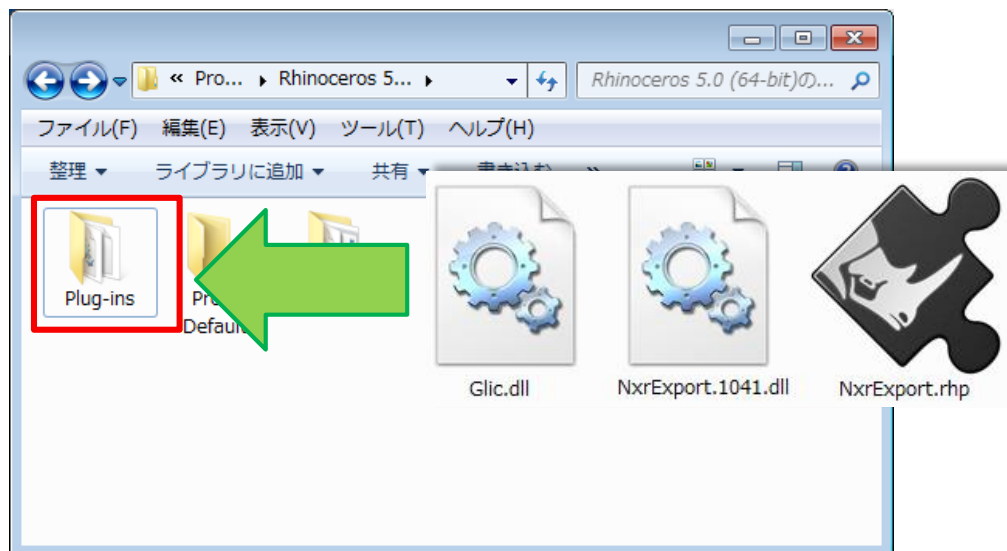 « Pro... ▸ Rhinoceros 5... ▸
Rhinoceros 5.0 (64-bit)の...
ファイル(F) 編集(E) 表示(V) ツール(T) ヘルプ(H)
整理 ▼ ライブラリに追加 ▼ 共有 ▼ »
Plug-ins
Glic.dll
NxrExport.1041.dll
NxrExport.rhp